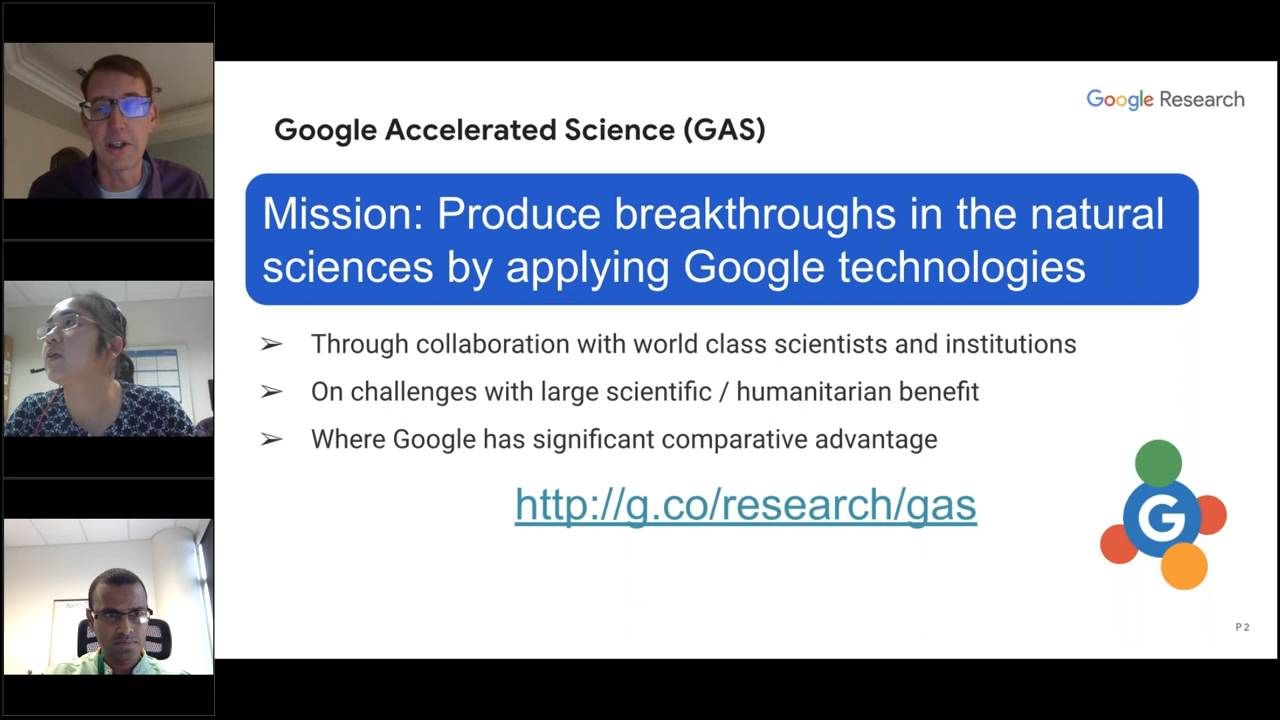 Google Research
Google Accelerated Science (GAS)
Mission: Produce breakthroughs in the natural
sciences by applying Google technologies
➢ Through collaboration with world class scientists and institutions
➢ On challenges with large scientific / humanitarian benefit
➢ Where Google has significant comparative advantage
http://g.co/research/gas
G
P 2